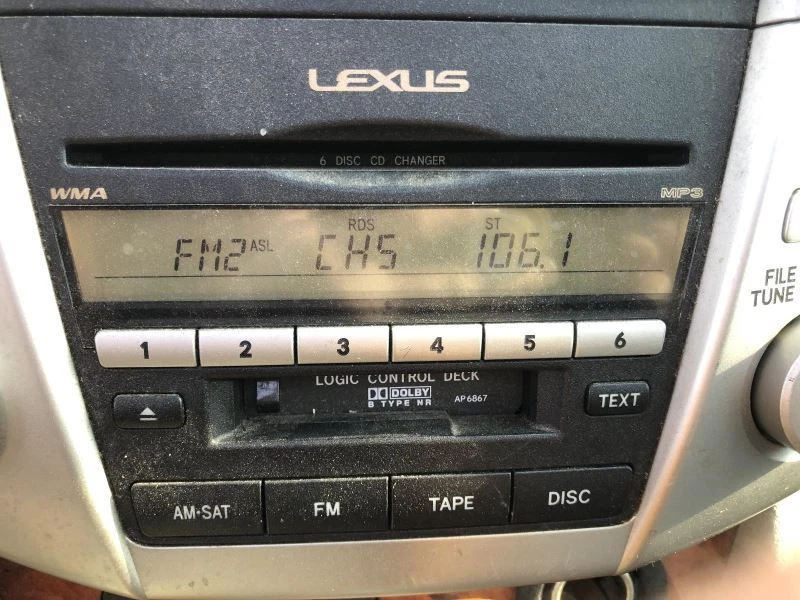 LEXUS
6 DISC CD CHANGER
WMA MP3
RDS ST
FM2 ASL CH5 106.1
1 2 3 4 5 6
FILE
TUNE
LOGIC CONTROL DECK
DOLBY
B TYPE NR AP6867
TEXT
AM•SAT FM TAPE DISC